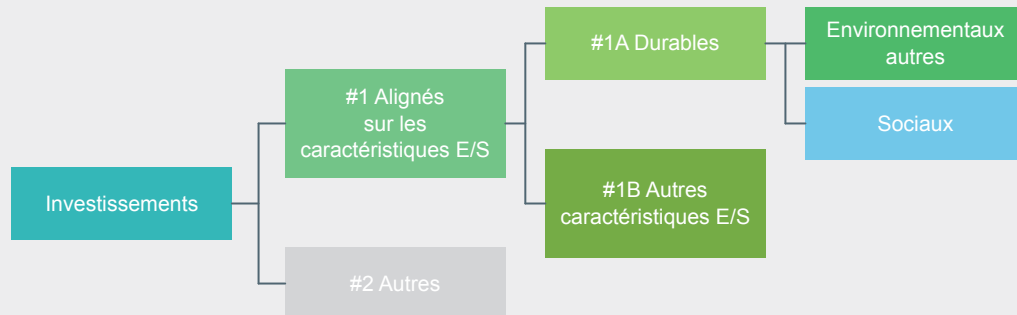 Investissements
#1 Alignés
sur les
caractéristiques E/S
#2 Autres
#1A Durables
#1B Autres
caractéristiques E/S
Environnementaux
autres
Sociaux